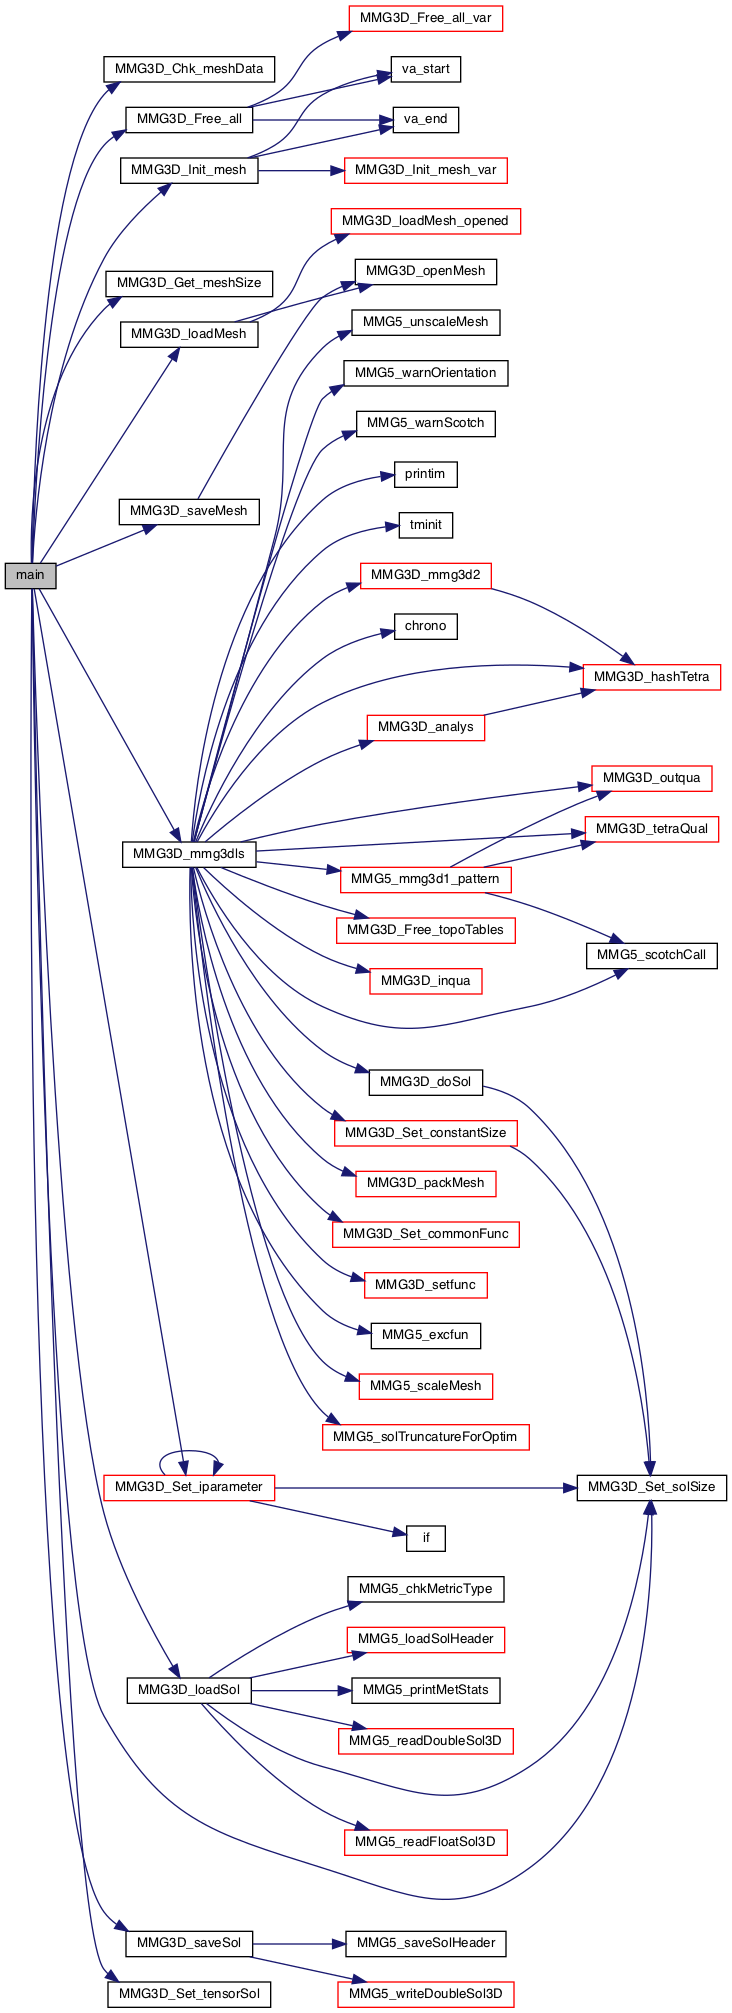 MMG3D_Free_all_var
MMG3D_Chk_meshData
va_start
MMG3D_Free_all
va_end
MMG3D_Init_mesh
MMG3D_Init_mesh_var
MMG3D_loadMesh_opened
MMG3D_openMesh
MMG3D_Get_meshSize
MMG3D_loadMesh
MMG5_unscaleMesh
MMG5_warnOrientation
MMG5_warnScotch
printim
MMG3D_saveMesh
tminit
main
MMG3D_mmg3d2
chrono
MMG3D_hashTetra
MMG3D_analys
MMG3D_outqua
MMG3D_tetraQual
MMG3D_mmg3dls
MMG5_mmg3d1_pattern
MMG3D_Free_topoTables
MMG5_scotchCall
MMG3D_inqua
MMG3D_doSol
MMG3D_Set_constantSize
MMG3D_packMesh
MMG3D_Set_commonFunc
MMG3D_setfunc
MMG5_excfun
MMG5_scaleMesh
MMG5_solTruncatureForOptim
MMG3D_Set_iparameter
MMG3D_Set_solSize
if
MMG5_chkMetricType
MMG5_loadSolHeader
MMG3D_loadSol
MMG5_printMetStats
MMG5_readDoubleSol3D
MMG5_readFloatSol3D
MMG3D_saveSol
MMG5_saveSolHeader
MMG3D_Set_tensorSol
MMG5_writeDoubleSol3D